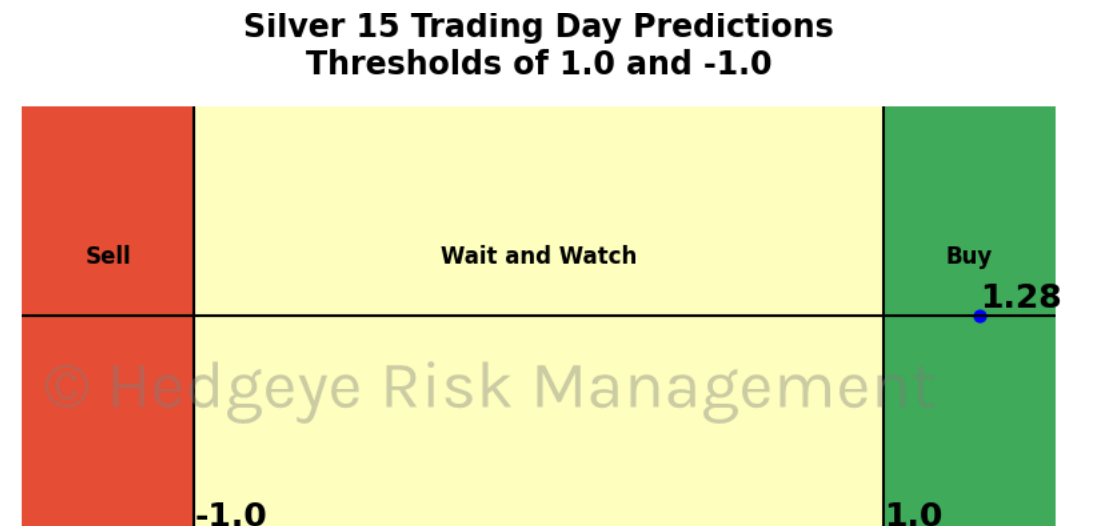 Silver 15 Trading Day Predictions
Thresholds of 1.0 and -1.0
Sell
Wait and Watch
Buy
1.28
© Hedgeye Risk Management
-1.0
1.0